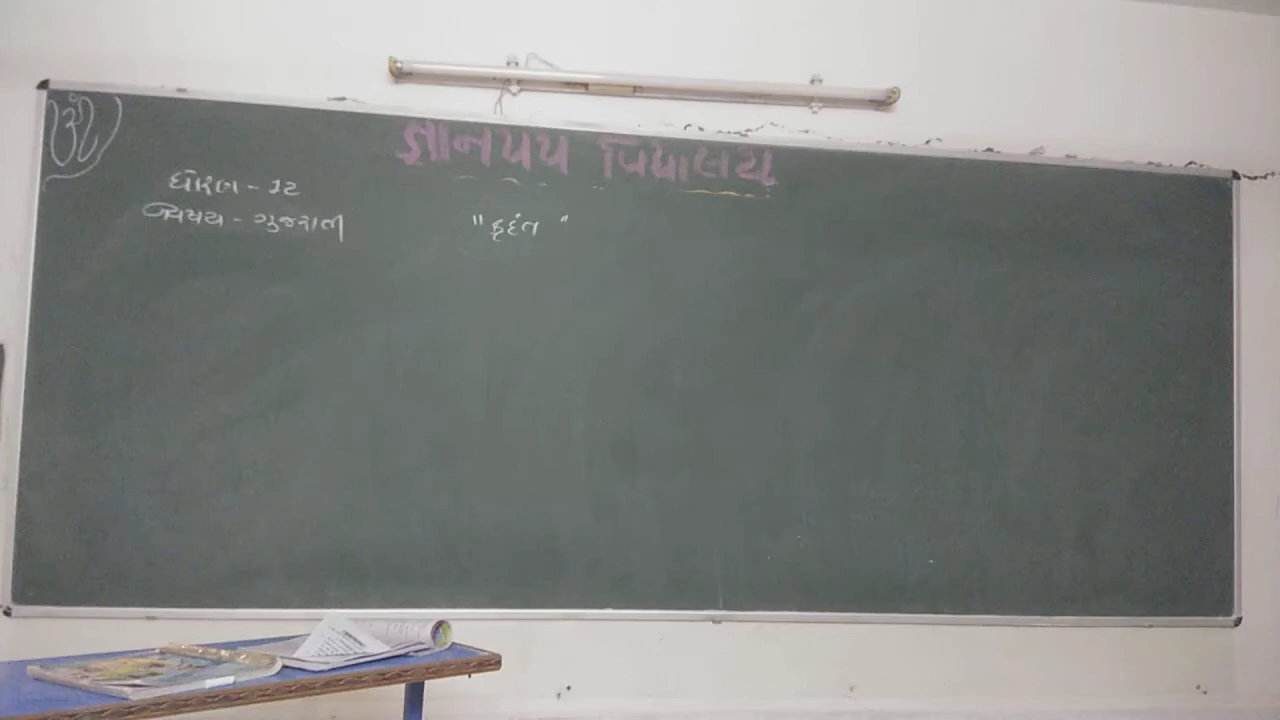 જ્ઞાનપથ વિદ્યાલય
ધોરણ - ૧૨
વિષય - ગુજરાતી
"કૃદંત"